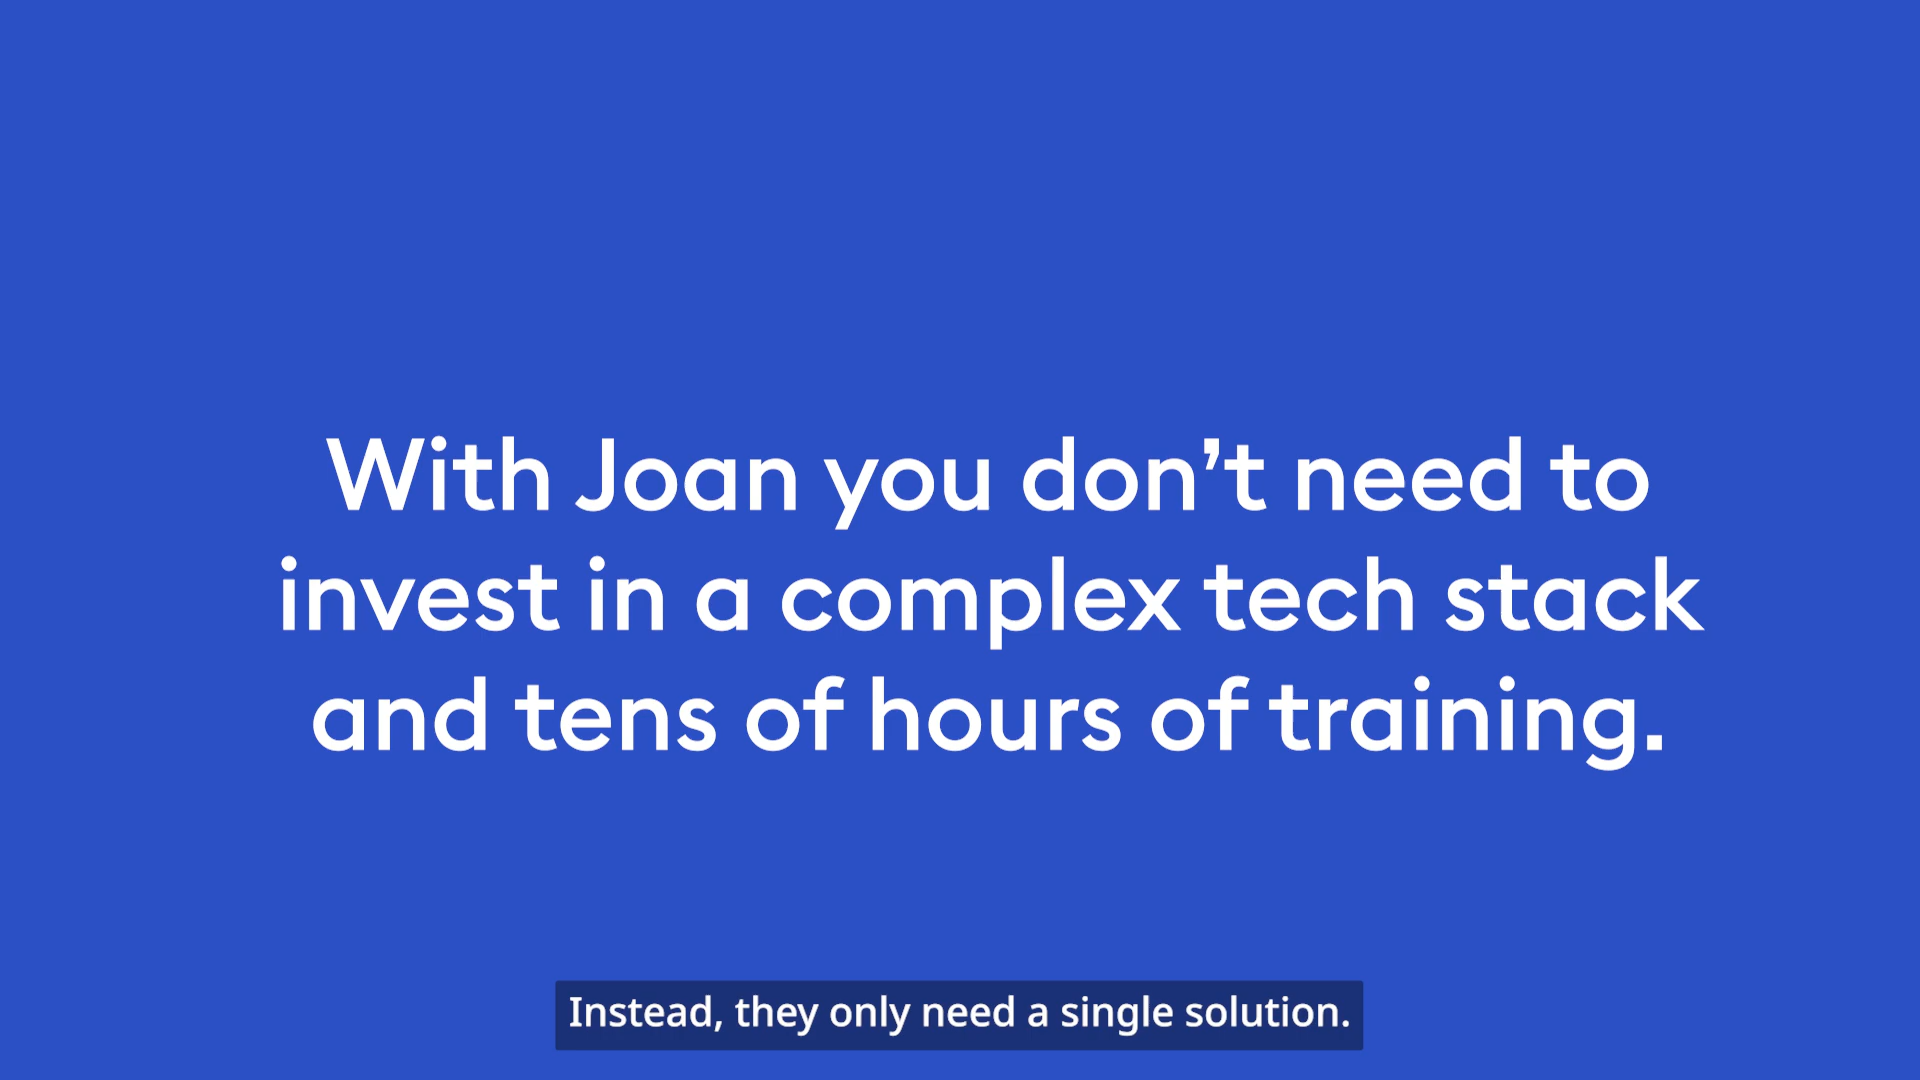 With Joan you don’t need to
invest in a complex tech stack
and tens of hours of training.
Instead, they only need a single solution.